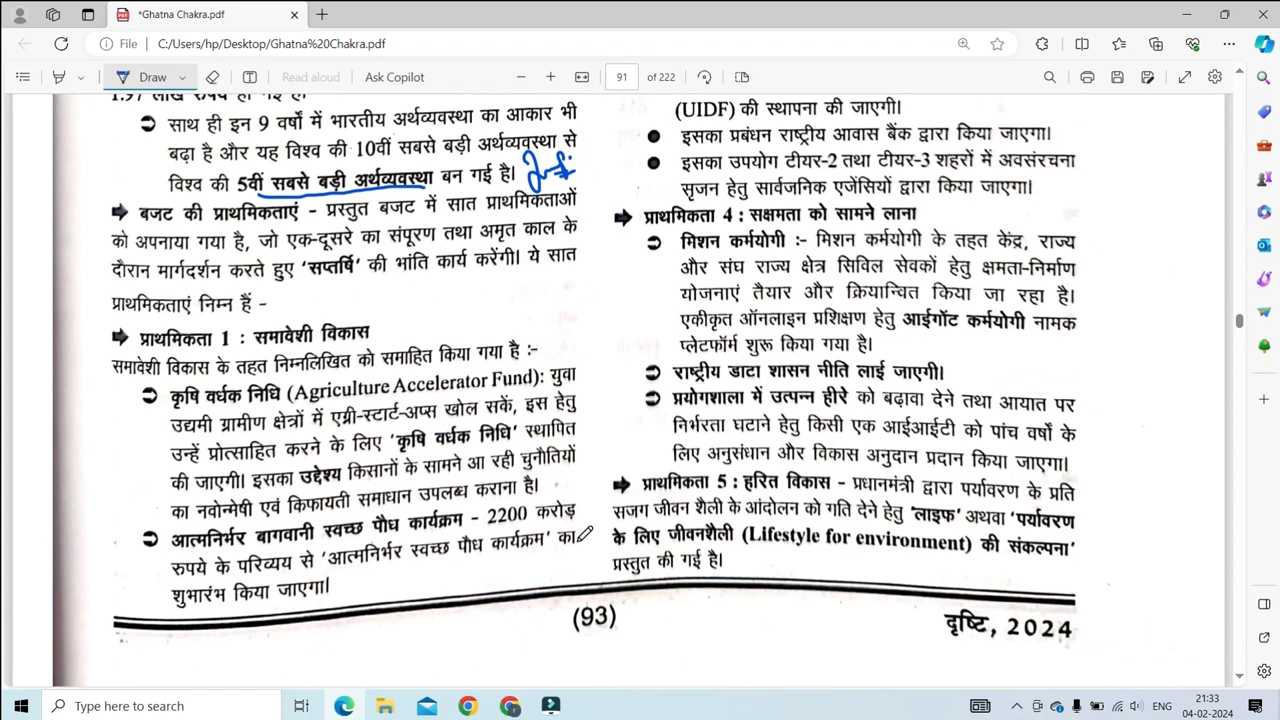 *Ghatna Chakra.pdf
File
C:/Users/hp/Desktop/Ghatna%20Chakra.pdf
Draw
Read aloud
Ask Copilot
91
of 222
1.97 लाख रुपये हो गई है।
साथ ही इन 9 वर्षों में भारतीय अर्थव्यवस्था का आकार भी
बढ़ा है और यह विश्व की 10वीं सबसे बड़ी अर्थव्यवस्था से
विश्व की 5वीं सबसे बड़ी अर्थव्यवस्था बन गई है।
बजट की प्राथमिकताएं - प्रस्तुत बजट में सात प्राथमिकताओं
को अपनाया गया है, जो एक-दूसरे का संपूरण तथा अमृत काल के
दौरान मार्गदर्शन करते हुए 'सप्तर्षि' की भांति कार्य करेंगी। ये सात
प्राथमिकताएं निम्न हैं -
प्राथमिकता 1 : समावेशी विकास
समावेशी विकास के तहत निम्नलिखित को समाहित किया गया है :-
कृषि वर्धक निधि (Agriculture Accelerator Fund): युवा
उद्यमी ग्रामीण क्षेत्रों में एग्री-स्टार्ट-अप्स खोल सकें, इस हेतु
उन्हें प्रोत्साहित करने के लिए 'कृषि वर्धक निधि' स्थापित
की जाएगी। इसका उद्देश्य किसानों के सामने आ रही चुनौतियों
का नवोन्मेषी एवं किफायती समाधान उपलब्ध कराना है।
आत्मनिर्भर बागवानी स्वच्छ पौध कार्यक्रम - 2200 करोड़
रुपये के परिव्यय से 'आत्मनिर्भर स्वच्छ पौध कार्यक्रम' का
शुभारंभ किया जाएगा।
(UIDF) की स्थापना की जाएगी।
इसका प्रबंधन राष्ट्रीय आवास बैंक द्वारा किया जाएगा।
इसका उपयोग टीयर-2 तथा टीयर-3 शहरों में अवसंरचना
सृजन हेतु सार्वजनिक एजेंसियों द्वारा किया जाएगा।
प्राथमिकता 4 : सक्षमता को सामने लाना
मिशन कर्मयोगी :- मिशन कर्मयोगी के तहत केंद्र, राज्य
और संघ राज्य क्षेत्र सिविल सेवकों हेतु क्षमता-निर्माण
योजनाएं तैयार और क्रियान्वित किया जा रहा है।
एकीकृत ऑनलाइन प्रशिक्षण हेतु आईगॉट कर्मयोगी नामक
प्लेटफॉर्म शुरू किया गया है।
राष्ट्रीय डाटा शासन नीति लाई जाएगी।
प्रयोगशाला में उत्पन्न हीरे को बढ़ावा देने तथा आयात पर
निर्भरता घटाने हेतु किसी एक आईआईटी को पांच वर्षों के
लिए अनुसंधान और विकास अनुदान प्रदान किया जाएगा।
प्राथमिकता 5 : हरित विकास - प्रधानमंत्री द्वारा पर्यावरण के प्रति
सजग जीवन शैली के आंदोलन को गति देने हेतु 'लाइफ' अथवा 'पर्यावरण
के लिए जीवनशैली (Lifestyle for environment) की संकल्पना'
प्रस्तुत की गई है।
(93)
दृष्टि, 2024
Type here to search
ENG
21:33
04-02-2024